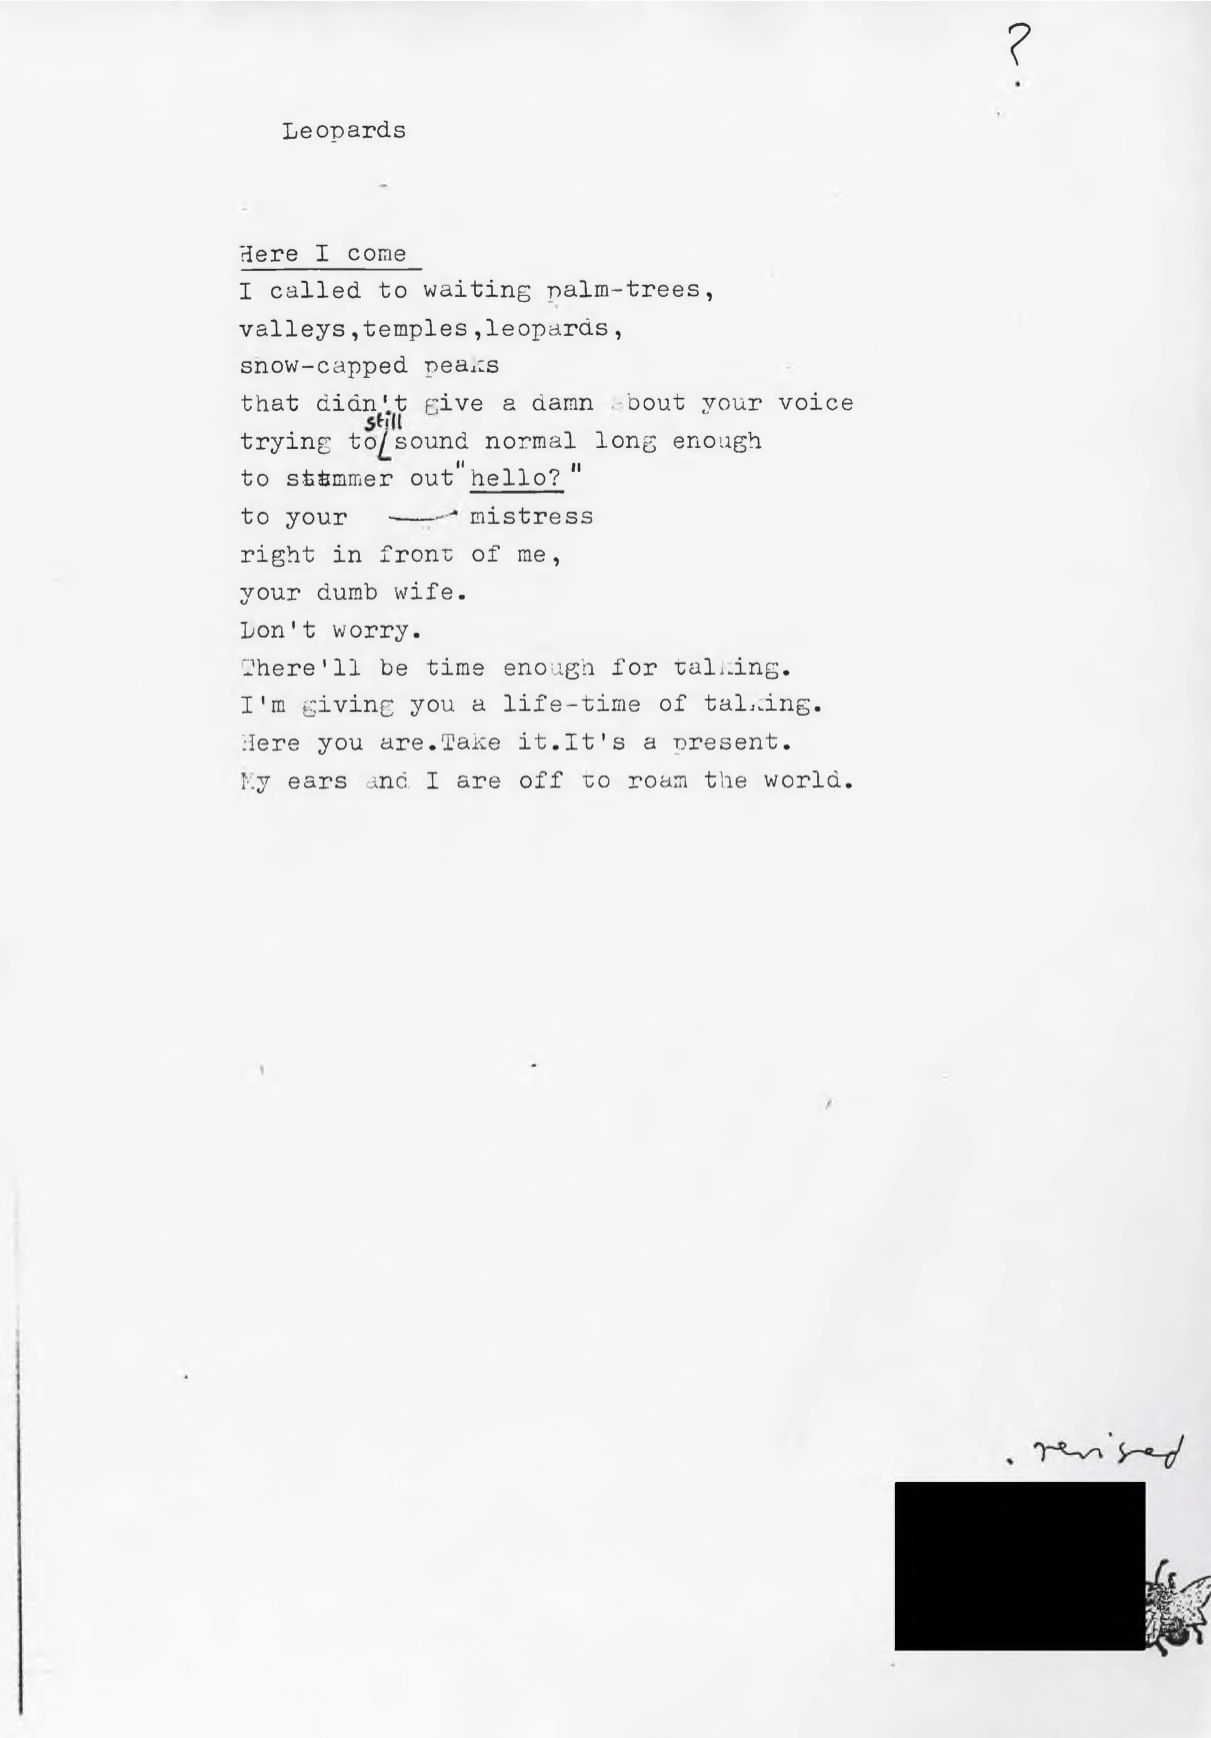 ?
Leopards
Here I come
I called to waiting palm-trees,
valleys,temples,leopards,
snow-capped peaks
that didn't give a damn about your voice
trying to still sound normal long enough
to stammer out "hello?"
to your mistress
right in front of me,
your dumb wife.
Don't worry.
There'll be time enough for talking.
I'm giving you a life-time of talking.
Here you are.Take it.It's a present.
My ears and I are off to roam the world.
. revised